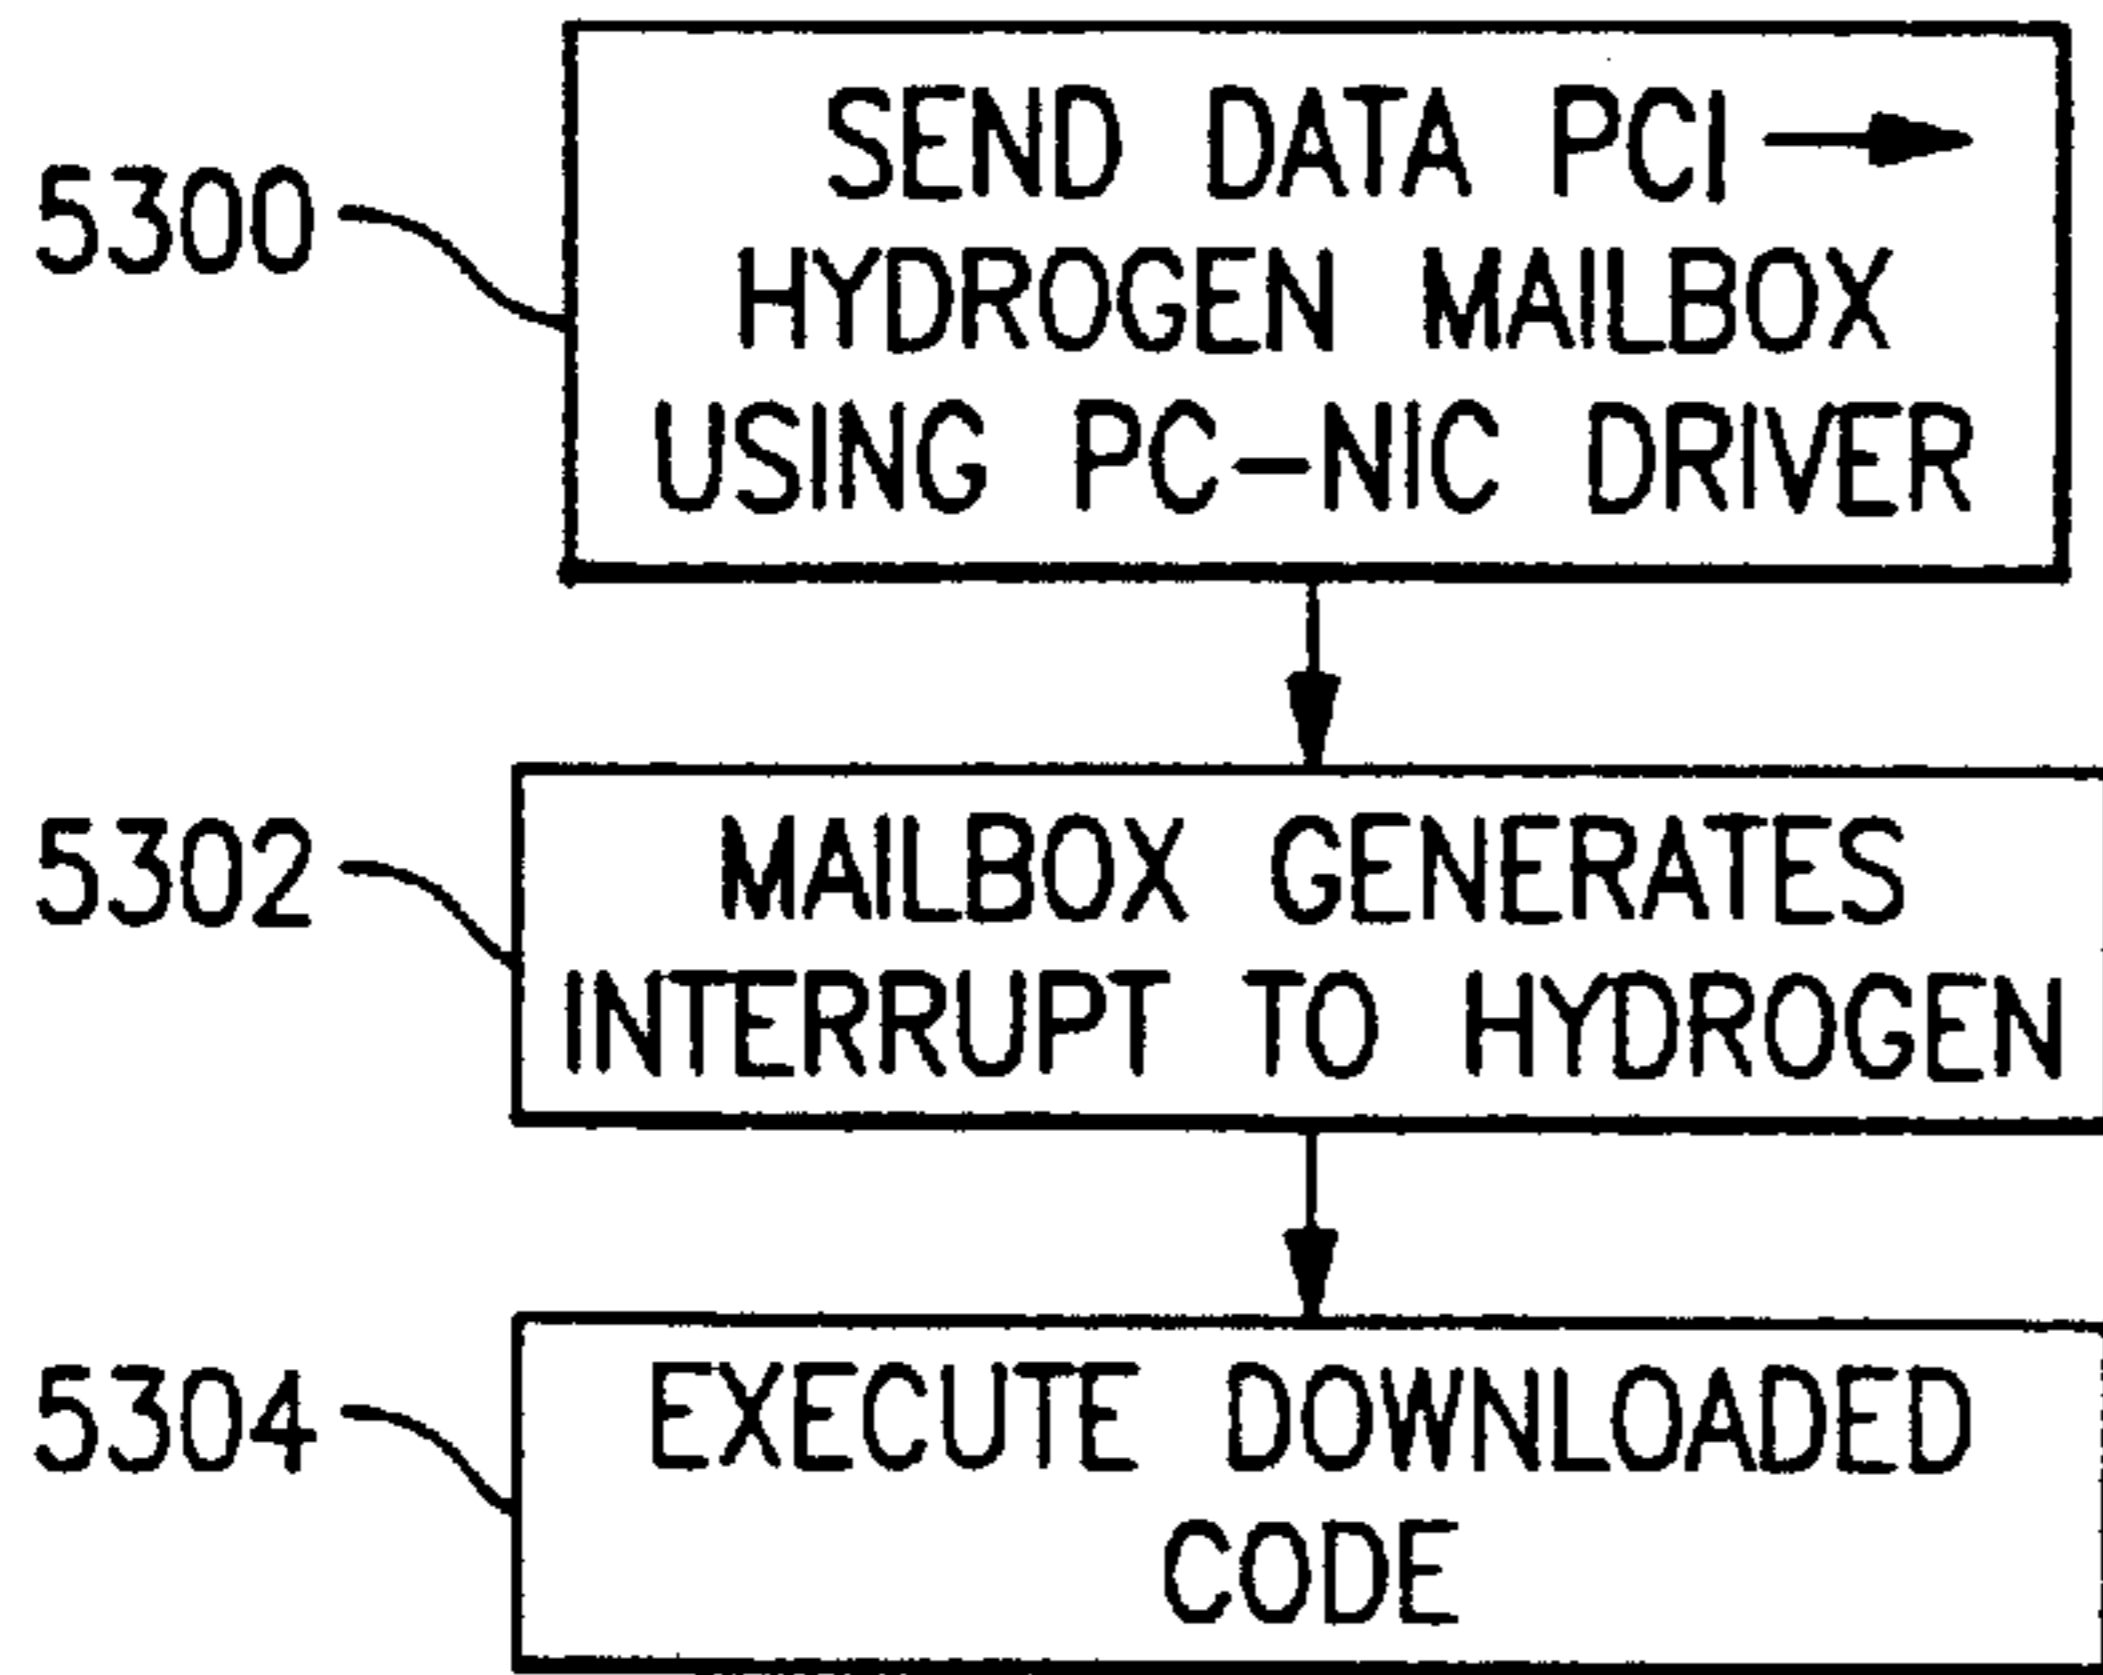 5300
SEND DATA PCI →
HYDROGEN MAILBOX
USING PC-NIC DRIVER
5302
MAILBOX GENERATES
INTERRUPT TO HYDROGEN
5304
EXECUTE DOWNLOADED
CODE